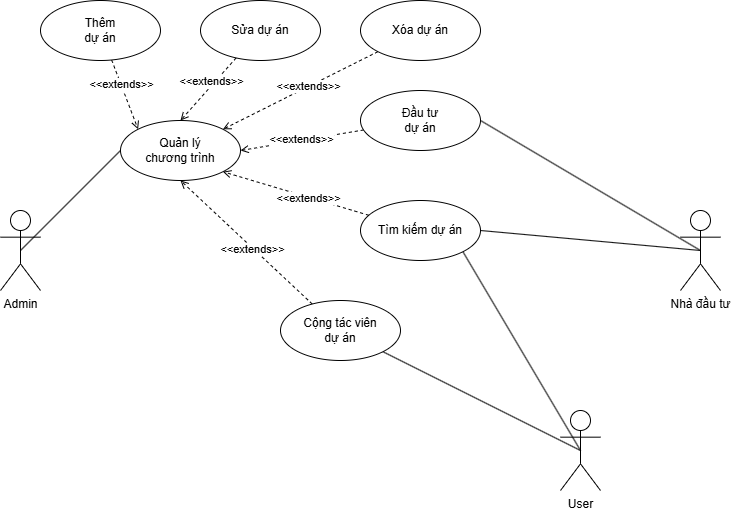 Thêm
dự án
Sửa dự án
Xóa dự án
<<extends>>
<<extends>>
<<extends>>
Đầu tư
dự án
<<extends>>
Quản lý
chương trình
<<extends>>
Tìm kiếm dự án
<<extends>>
Admin
Nhà đầu tư
Cộng tác viên
dự án
User